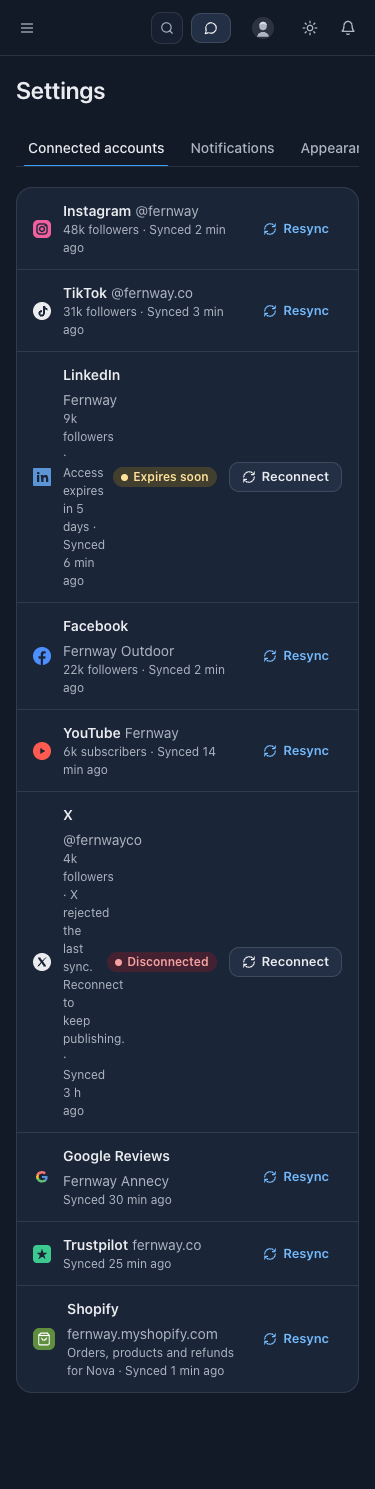 Settings
Connected accounts
Notifications
Appearan
Instagram @fernway
48k followers · Synced 2 min
ago
Resync
TikTok @fernway.co
31k followers · Synced 3 min
ago
Resync
LinkedIn
Fernway
9k
followers
·
Access
expires
in 5
days ·
Synced
6 min
ago
Expires soon
Reconnect
Facebook
Fernway Outdoor
22k followers · Synced 2 min
ago
Resync
YouTube Fernway
6k subscribers · Synced 14
min ago
Resync
X
@fernwayco
4k
followers
· X
rejected
the
last
sync.
Reconnect
to
keep
publishing.
·
Synced
3 h
ago
Disconnected
Reconnect
Google Reviews
Fernway Annecy
Synced 30 min ago
Resync
Trustpilot fernway.co
Synced 25 min ago
Resync
Shopify
fernway.myshopify.com
Orders, products and refunds
for Nova · Synced 1 min ago
Resync